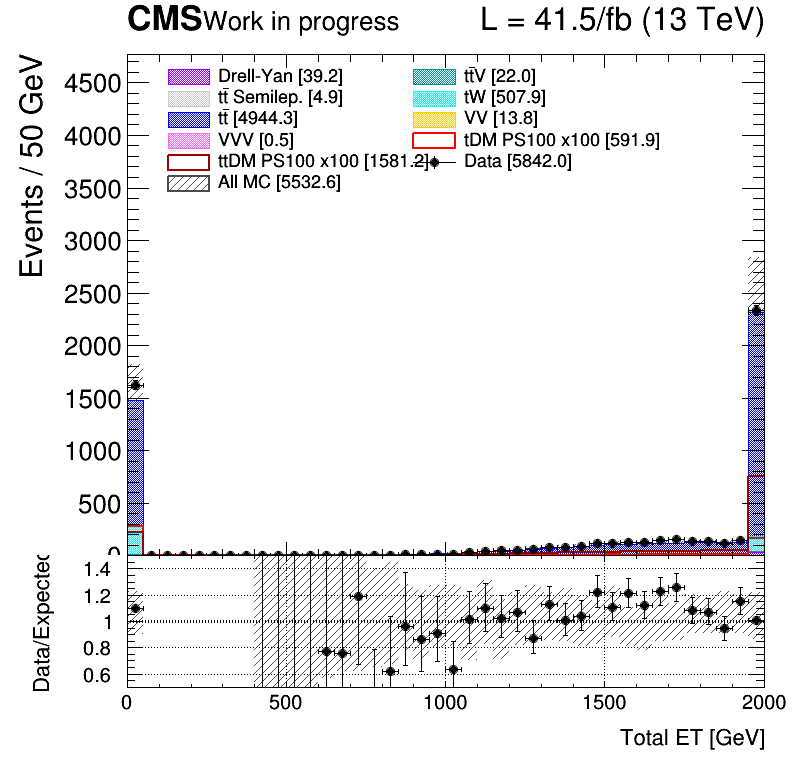 CMS Work in progress L = 41.5/fb (13 TeV)
Events / 50 GeV
4500
4000
3500
3000
2500
2000
1500
1000
500
0
Drell-Yan [39.2] tt̄V [22.0]
tt̄ Semilep. [4.9] tW [507.9]
tt̄ [4944.3] VV [13.8]
VVV [0.5] tDM PS100 x100 [591.9]
ttDM PS100 x100 [1581.2] Data [5842.0]
All MC [5532.6]
Data/Expected
1.4
1.2
1
0.8
0.6
0 500 1000 1500 2000
Total ET [GeV]